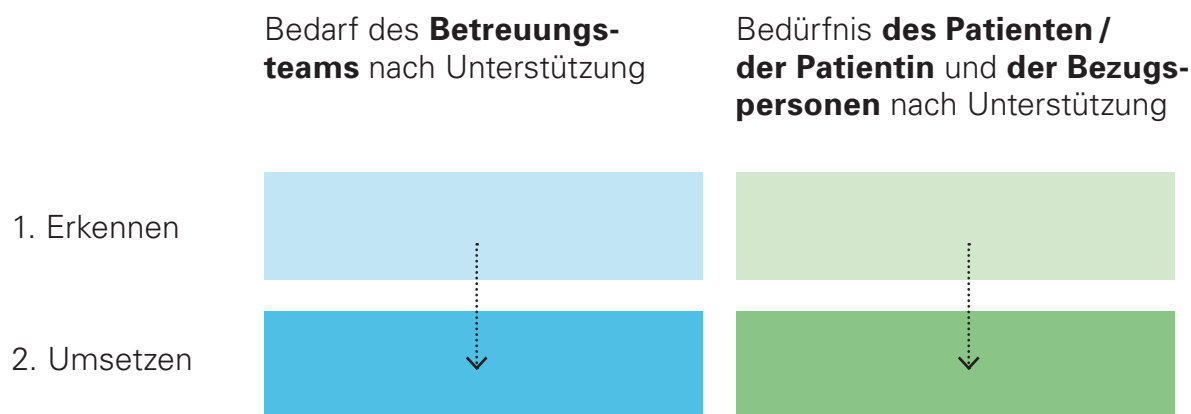 Bedarf des Betreuungs-
teams nach Unterstützung
Bedürfnis des Patienten /
der Patientin und der Bezugs-
personen nach Unterstützung
1. Erkennen
2. Umsetzen